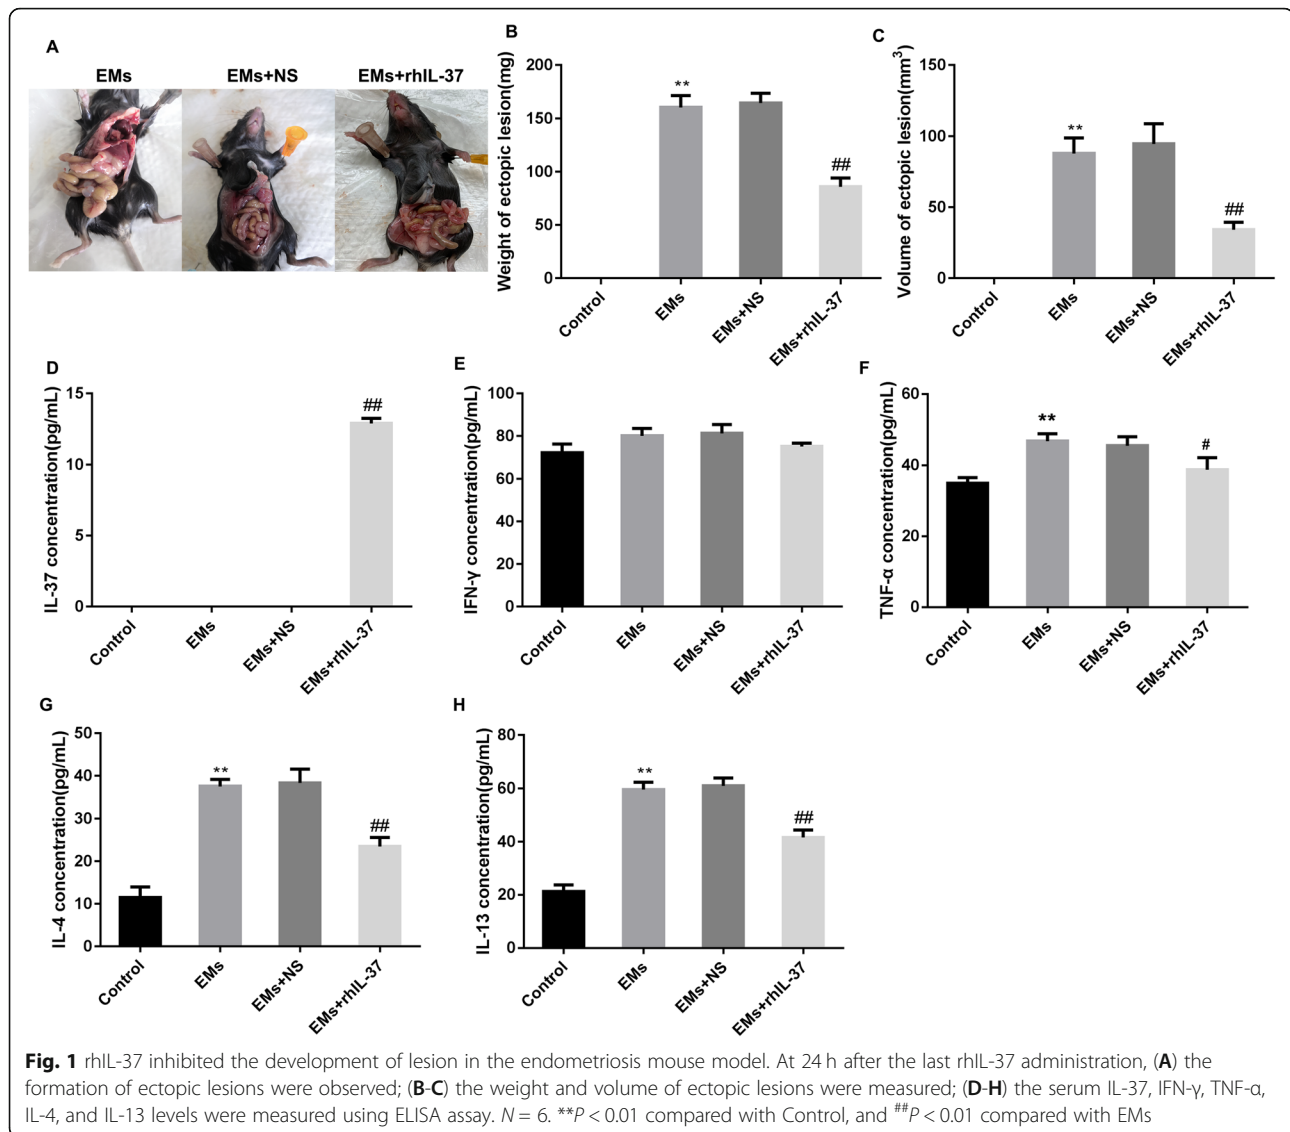 A
EMs EMs+NS EMs+rhIL-37
B
Weight of ectopic lesion(mg)
200
150
100
50
0
**
##
Control EMs EMs+NS EMs+rhIL-37
C
Volume of ectopic lesion(mm³)
150
100
50
0
**
##
Control EMs EMs+NS EMs+rhIL-37
D
IL-37 concentration(pg/mL)
15
10
5
0
##
Control EMs EMs+NS EMs+rhIL-37
E
IFN-γ concentration(pg/mL)
100
80
60
40
20
0
Control EMs EMs+NS EMs+rhIL-37
F
TNF-α concentration(pg/mL)
60
40
20
0
**
#
Control EMs EMs+NS EMs+rhIL-37
G
IL-4 concentration(pg/mL)
50
40
30
20
10
0
**
##
Control EMs EMs+NS EMs+rhIL-37
H
IL-13 concentration(pg/mL)
80
60
40
20
0
**
##
Control EMs EMs+NS EMs+rhIL-37
Fig. 1 rhIL-37 inhibited the development of lesion in the endometriosis mouse model. At 24 h after the last rhIL-37 administration, (A) the
formation of ectopic lesions were observed; (B-C) the weight and volume of ectopic lesions were measured; (D-H) the serum IL-37, IFN-γ, TNF-α,
IL-4, and IL-13 levels were measured using ELISA assay. N = 6. **P < 0.01 compared with Control, and ##P < 0.01 compared with EMs